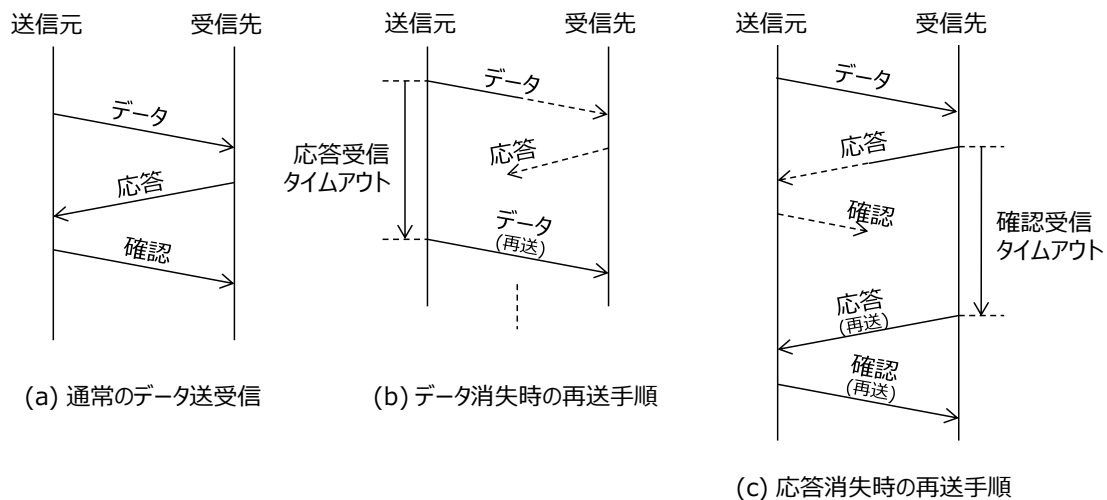 送信元
受信先
データ
応答
確認
(a) 通常のデータ送受信
送信元
受信先
データ
応答
応答受信
タイムアウト
データ
(再送)
(b) データ消失時の再送手順
送信元
受信先
データ
応答
確認
確認受信
タイムアウト
応答
(再送)
確認
(再送)
(c) 応答消失時の再送手順